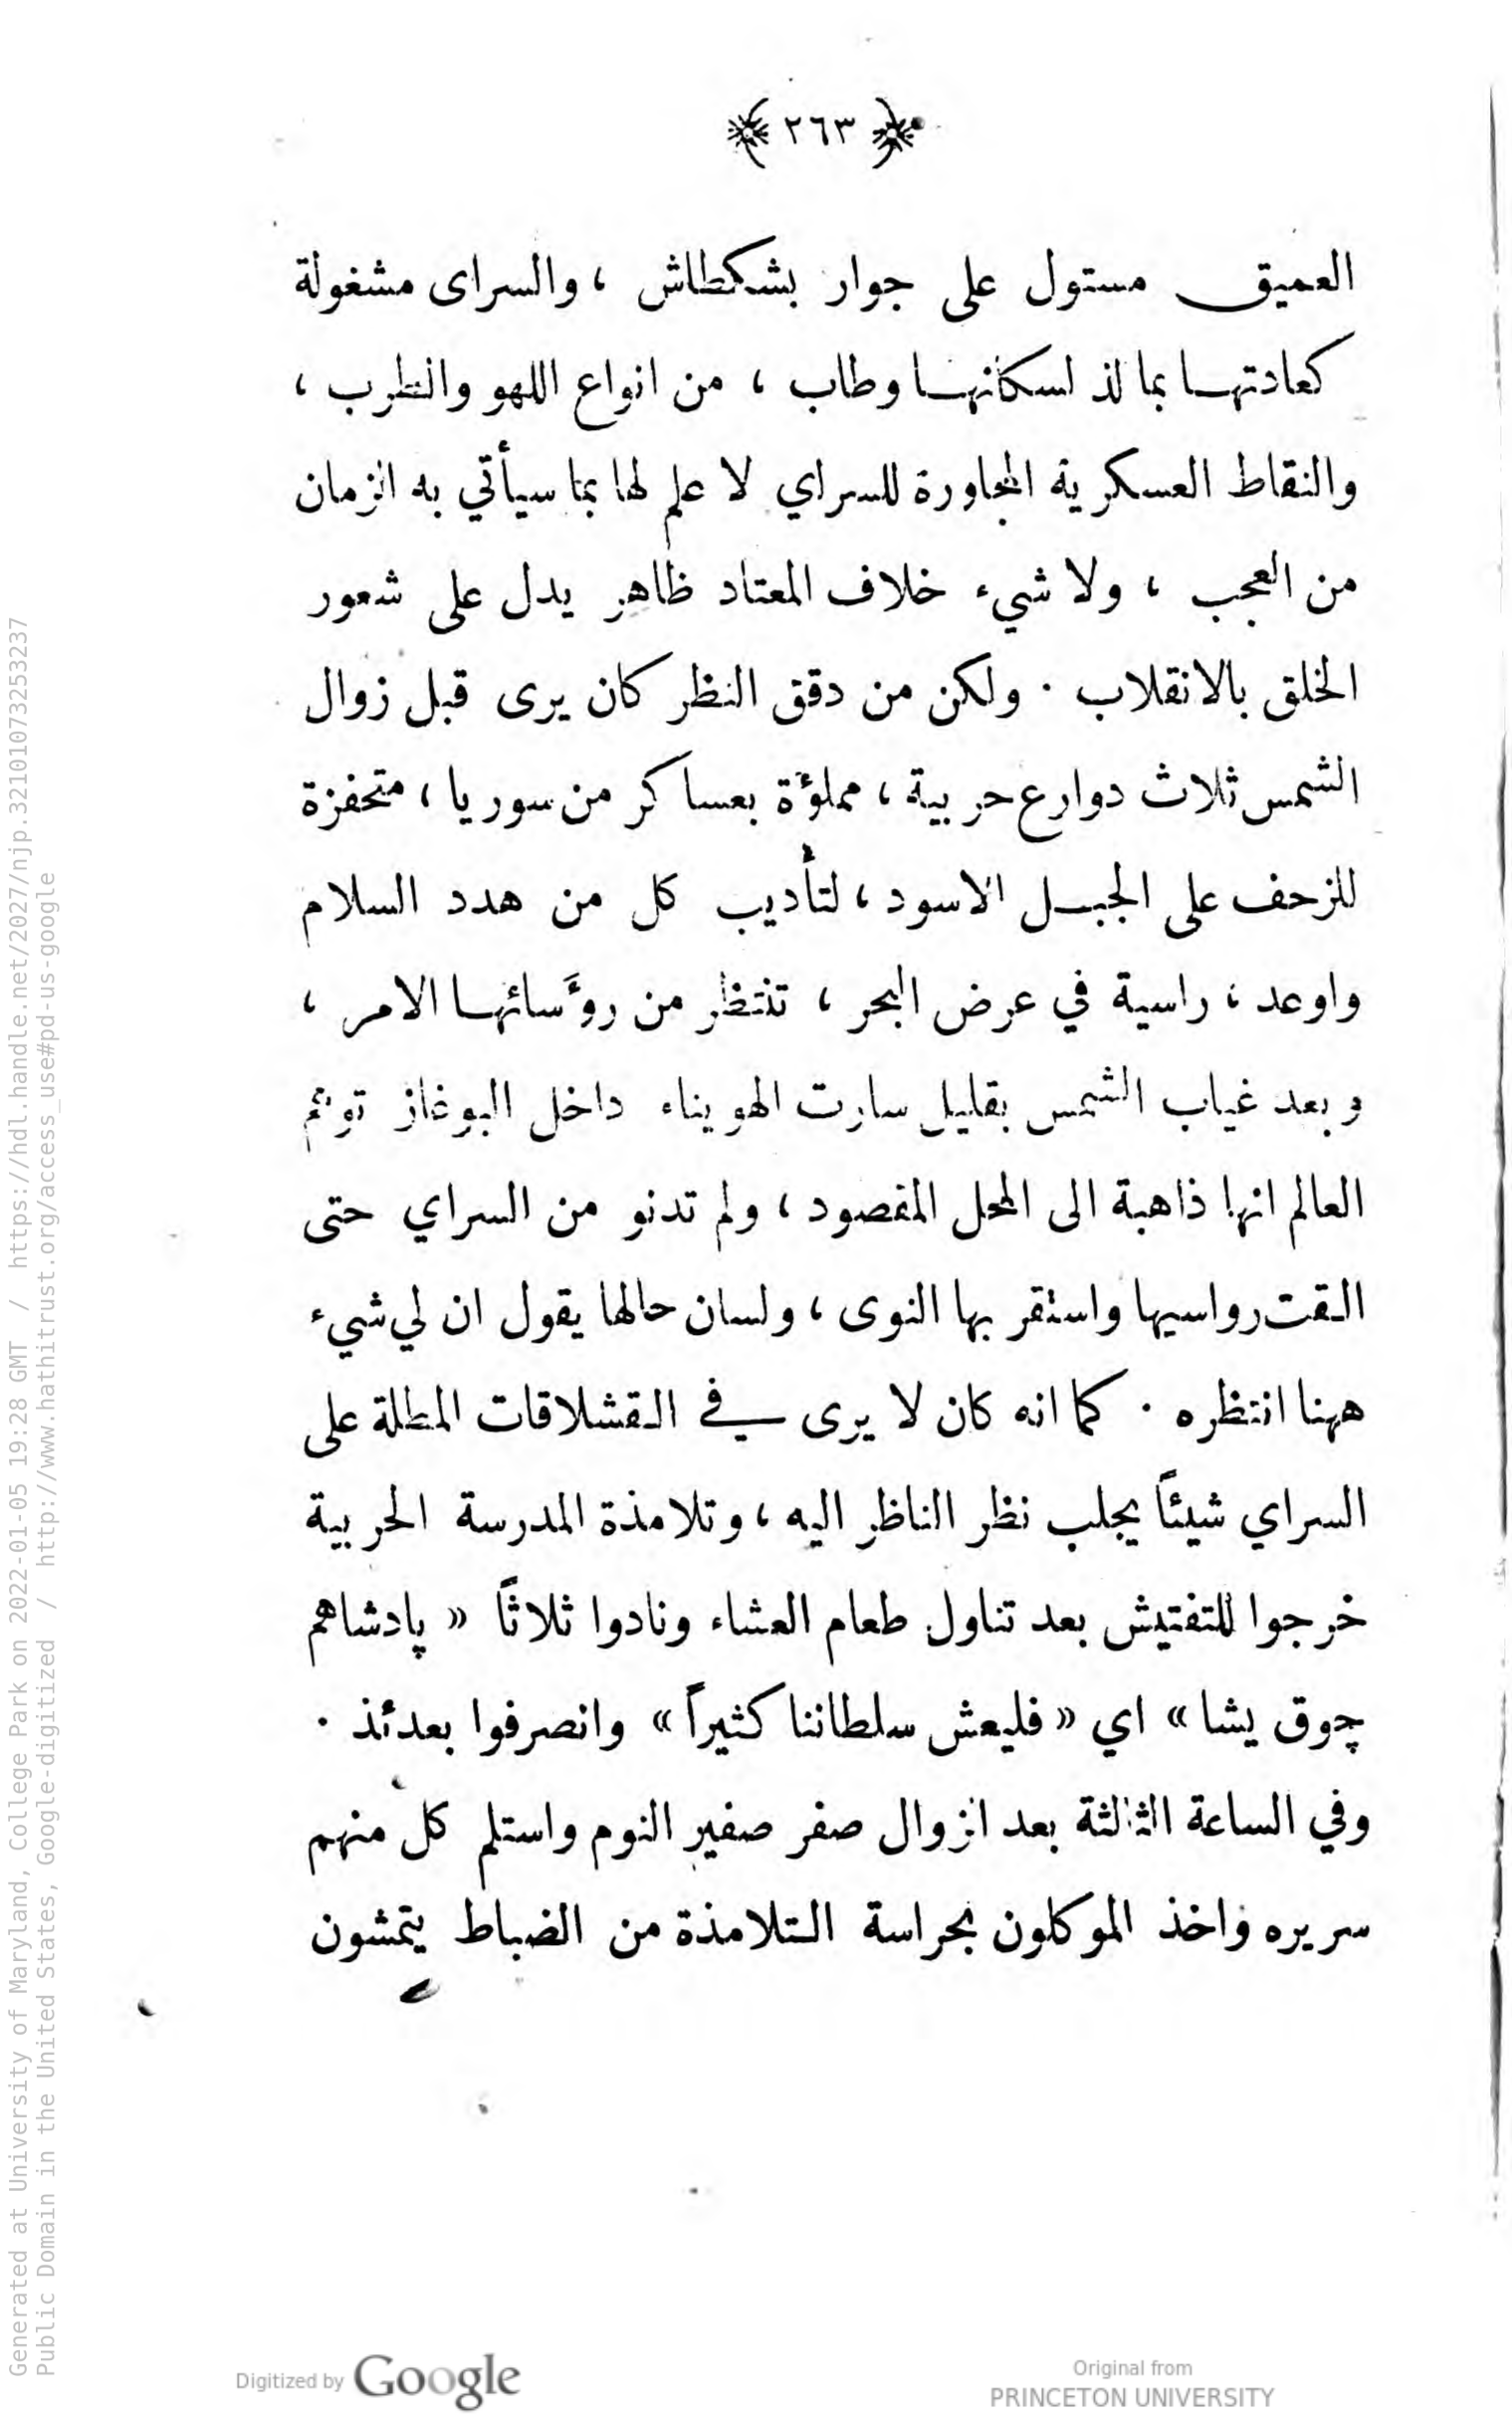 ﴿ ٢٦٣ ﴾
العميق مستول على جوار بشكطاش ، والسراى مشغولة
كعادتها بما لذ لسكانها وطاب ، من انواع اللهو والطرب ،
والنقاط العسكرية المجاورة للسراي لا علم لها بما سيأتي به الزمان
من العجب ، ولا شيء خلاف المعتاد ظاهر يدل على شعور
الخلق بالانقلاب . ولكن من دقق النظر كان يرى قبل زوال
الشمس ثلاث دوارع حربية ، مملؤة بعساكر من سوريا ، متحفزة
للزحف على الجبل الاسود ، لتأديب كل من هدد السلام
واوعد ، راسية في عرض البحر ، تنتظر من روَّسائها الامر ،
وبعد غياب الشمس بقليل سارت الهويناء داخل البوغاز توئم
العالم انها ذاهبة الى المحل المقصود ، ولم تدنو من السراي حتى
القت رواسيها واستقر بها النوى ، ولسان حالها يقول ان لي شيء
ههنا انتظره . كما انه كان لا يرى في القشلاقات المطلة على
السراي شيئاً يجلب نظر الناظر اليه ، وتلامذة المدرسة الحربية
خرجوا للتفتيش بعد تناول طعام العشاء ونادوا ثلاثاً « پادشاهم
چوق يشا » اي « فليعش سلطاننا كثيراً » وانصرفوا بعدئذ .
وفي الساعة الثالثة بعد الزوال صفر صفير النوم واستلم كل منهم
سريره واخذ الموكلون بحراسة التلامذة من الضباط يتمشون
Digitized by Google
Original from
PRINCETON UNIVERSITY
Generated at University of Maryland, College Park on 2022-01-05 19:28 GMT / https://hdl.handle.net/2027/njp.32101073253237
Public Domain in the United States, Google-digitized / http://www.hathitrust.org/access_use#pd-us-google